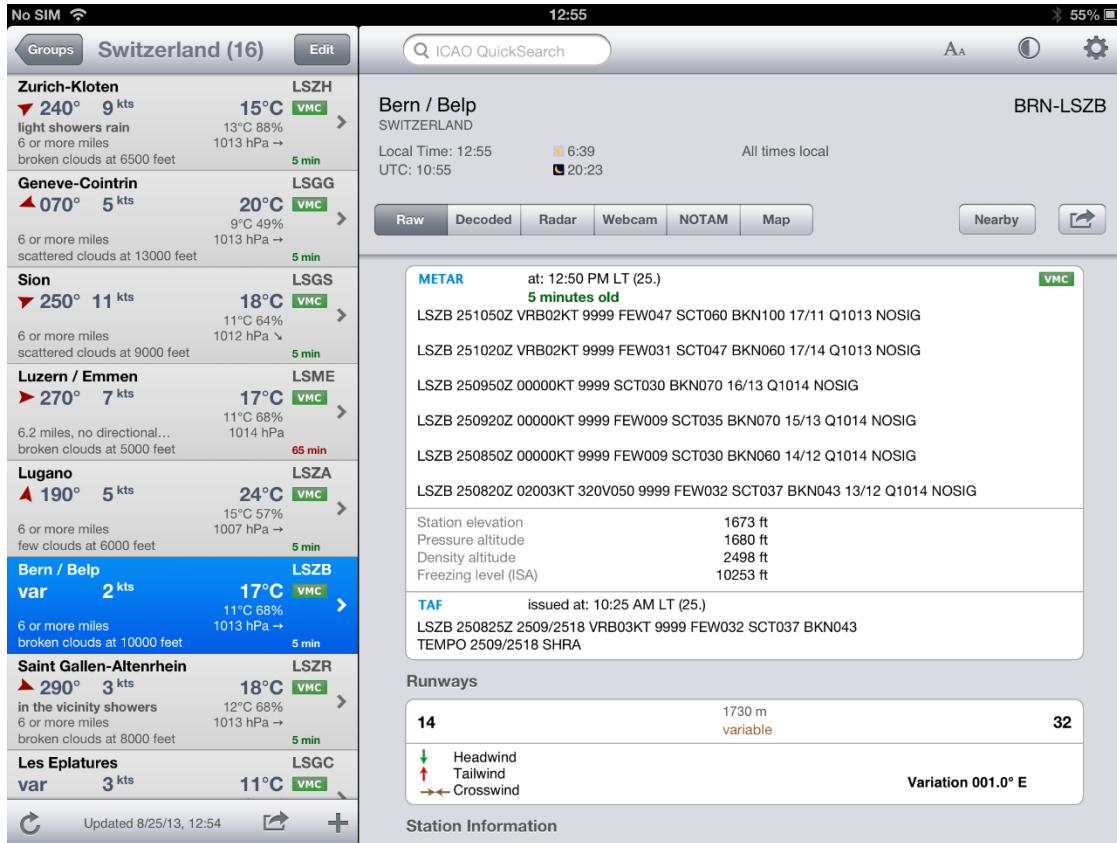 No SIM 12:55 55%
Groups Switzerland (16) Edit
Zurich-Kloten LSZH
240° 9 kts 15°C VMC
light showers rain 13°C 88%
6 or more miles 1013 hPa →
broken clouds at 6500 feet 5 min
Geneve-Cointrin LSGG
070° 5 kts 20°C VMC
9°C 49%
6 or more miles 1013 hPa →
scattered clouds at 13000 feet 5 min
Sion LSGS
250° 11 kts 18°C VMC
11°C 64%
6 or more miles 1012 hPa ↘
scattered clouds at 9000 feet 5 min
Luzern / Emmen LSME
270° 7 kts 17°C VMC
11°C 68%
6.2 miles, no directional... 1014 hPa
broken clouds at 5000 feet 65 min
Lugano LSZA
190° 5 kts 24°C VMC
15°C 57%
6 or more miles 1007 hPa →
few clouds at 6000 feet 5 min
Bern / Belp LSZB
var 2 kts 17°C VMC
11°C 68%
6 or more miles 1013 hPa →
broken clouds at 10000 feet 5 min
Saint Gallen-Altenrhein LSZR
290° 3 kts 18°C VMC
in the vicinity showers 12°C 68%
6 or more miles 1013 hPa →
broken clouds at 8000 feet 5 min
Les Eplatures LSGC
var 3 kts 11°C VMC
Updated 8/25/13, 12:54
ICAO QuickSearch AA
Bern / Belp BRN-LSZB
SWITZERLAND
Local Time: 12:55 6:39 All times local
UTC: 10:55 20:23
Raw Decoded Radar Webcam NOTAM Map Nearby
METAR at: 12:50 PM LT (25.) VMC
5 minutes old
LSZB 251050Z VRB02KT 9999 FEW047 SCT060 BKN100 17/11 Q1013 NOSIG
LSZB 251020Z VRB02KT 9999 FEW031 SCT047 BKN060 17/14 Q1013 NOSIG
LSZB 250950Z 00000KT 9999 SCT030 BKN070 16/13 Q1014 NOSIG
LSZB 250920Z 00000KT 9999 FEW009 SCT035 BKN070 15/13 Q1014 NOSIG
LSZB 250850Z 00000KT 9999 FEW009 SCT030 BKN060 14/12 Q1014 NOSIG
LSZB 250820Z 02003KT 320V050 9999 FEW032 SCT037 BKN043 13/12 Q1014 NOSIG
Station elevation 1673 ft
Pressure altitude 1680 ft
Density altitude 2498 ft
Freezing level (ISA) 10253 ft
TAF issued at: 10:25 AM LT (25.)
LSZB 250825Z 2509/2518 VRB03KT 9999 FEW032 SCT037 BKN043
TEMPO 2509/2518 SHRA
Runways
14 1730 m 32
variable
Headwind
Tailwind
Crosswind Variation 001.0° E
Station Information